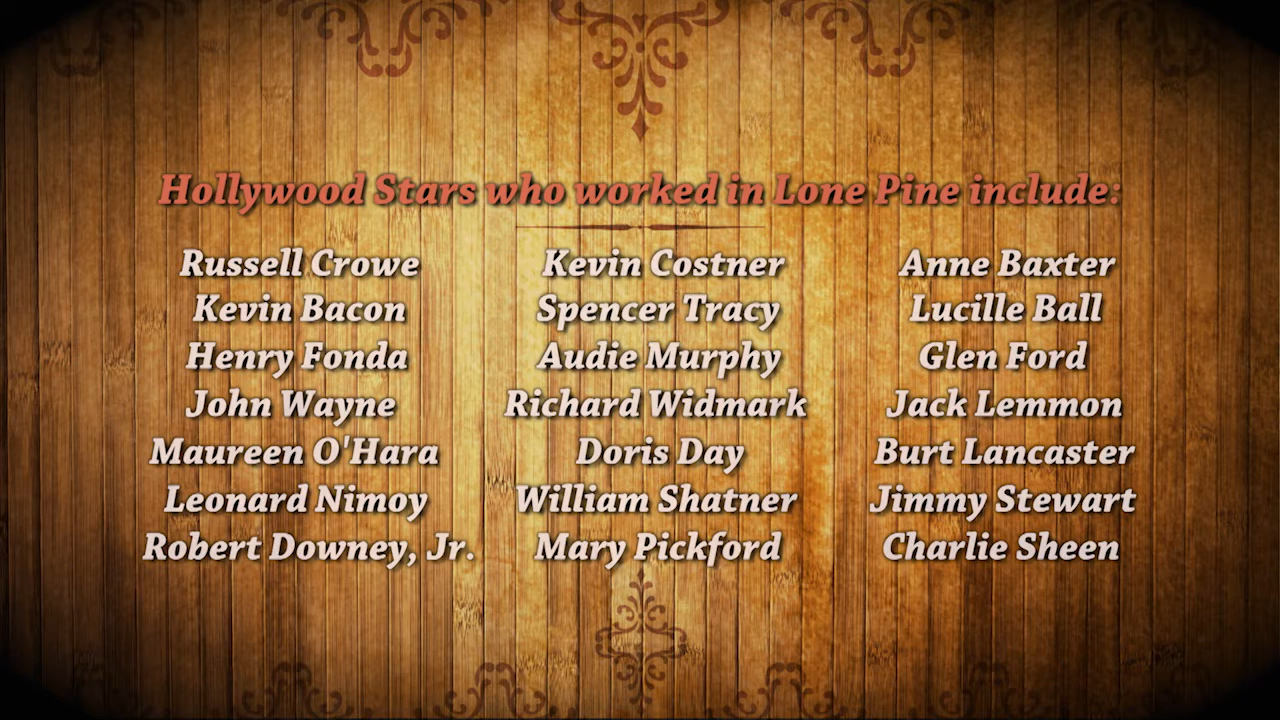 Hollywood Stars who worked in Lone Pine include:
Russell Crowe
Kevin Bacon
Henry Fonda
John Wayne
Maureen O'Hara
Leonard Nimoy
Robert Downey, Jr.
Kevin Costner
Spencer Tracy
Audie Murphy
Richard Widmark
Doris Day
William Shatner
Mary Pickford
Anne Baxter
Lucille Ball
Glen Ford
Jack Lemmon
Burt Lancaster
Jimmy Stewart
Charlie Sheen